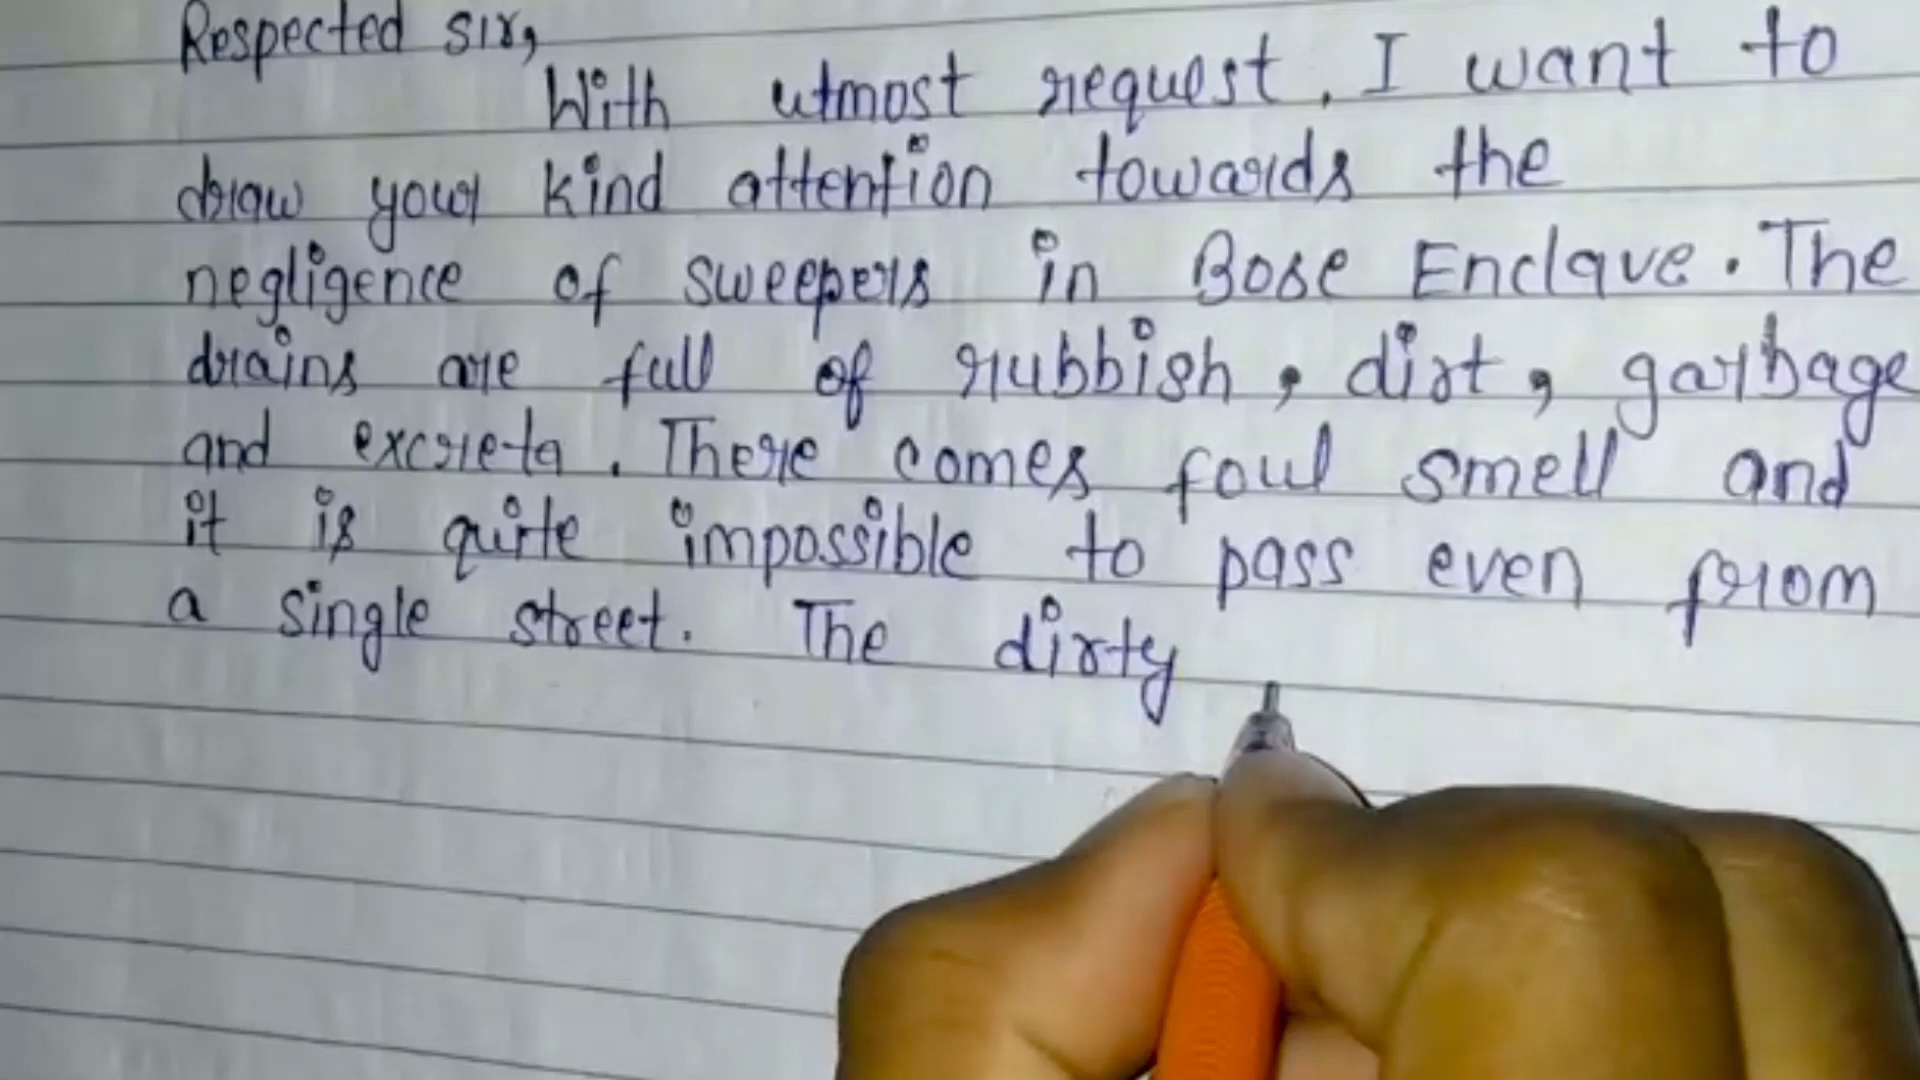 Respected sir,
With utmost request, I want to
draw your kind attention towards the
negligence of sweepers in Bose Enclave. The
drains are full of rubbish, dirt, garbage
and excreta. There comes foul smell and
it is quite impossible to pass even from
a single street. The dirty